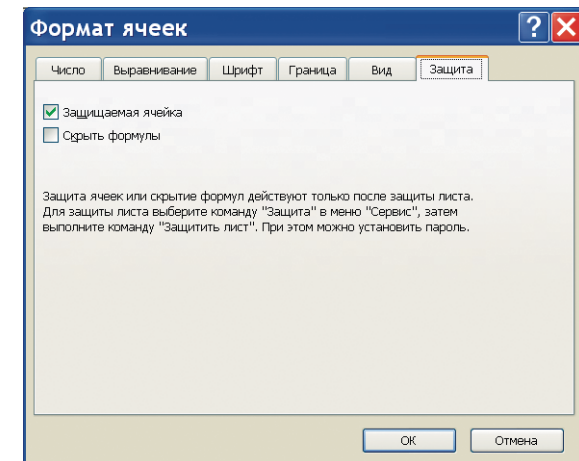 Формат ячеек
Число Выравнивание Шрифт Граница Вид Защита
Защищаемая ячейка
Скрыть формулы
Защита ячеек или скрытие формул действуют только после защиты листа.
Для защиты листа выберите команду "Защита" в меню "Сервис", затем
выполните команду "Защитить лист". При этом можно установить пароль.
ОК Отмена